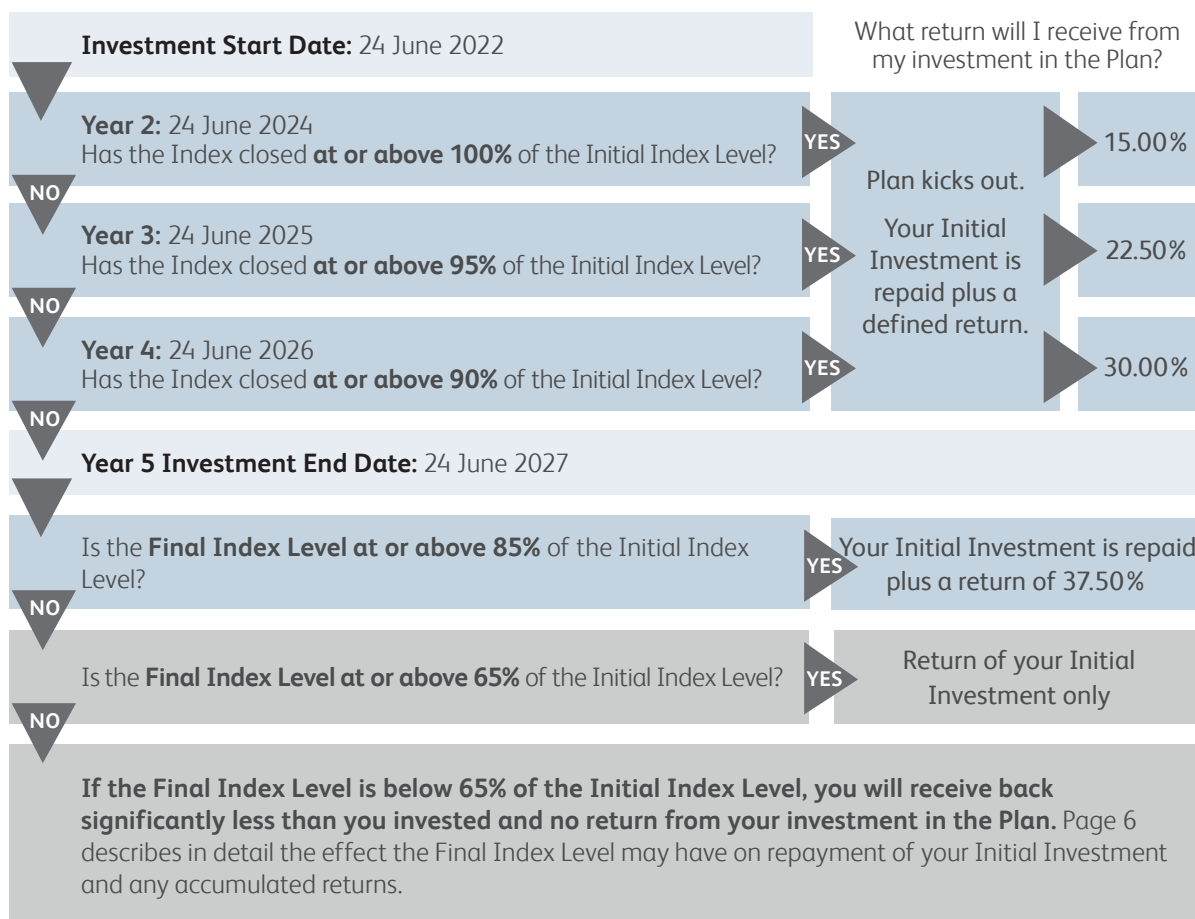 Investment Start Date: 24 June 2022
What return will I receive from
my investment in the Plan?
Year 2: 24 June 2024
Has the Index closed at or above 100% of the Initial Index Level?
YES
15.00%
NO
Plan kicks out.
Your Initial
Investment is
repaid plus a
defined return.
Year 3: 24 June 2025
Has the Index closed at or above 95% of the Initial Index Level?
YES
22.50%
NO
Year 4: 24 June 2026
Has the Index closed at or above 90% of the Initial Index Level?
YES
30.00%
NO
Year 5 Investment End Date: 24 June 2027
Is the Final Index Level at or above 85% of the Initial Index
Level?
YES
Your Initial Investment is repaid
plus a return of 37.50%
NO
Is the Final Index Level at or above 65% of the Initial Index Level?
YES
Return of your Initial
Investment only
NO
If the Final Index Level is below 65% of the Initial Index Level, you will receive back
significantly less than you invested and no return from your investment in the Plan. Page 6
describes in detail the effect the Final Index Level may have on repayment of your Initial Investment
and any accumulated returns.